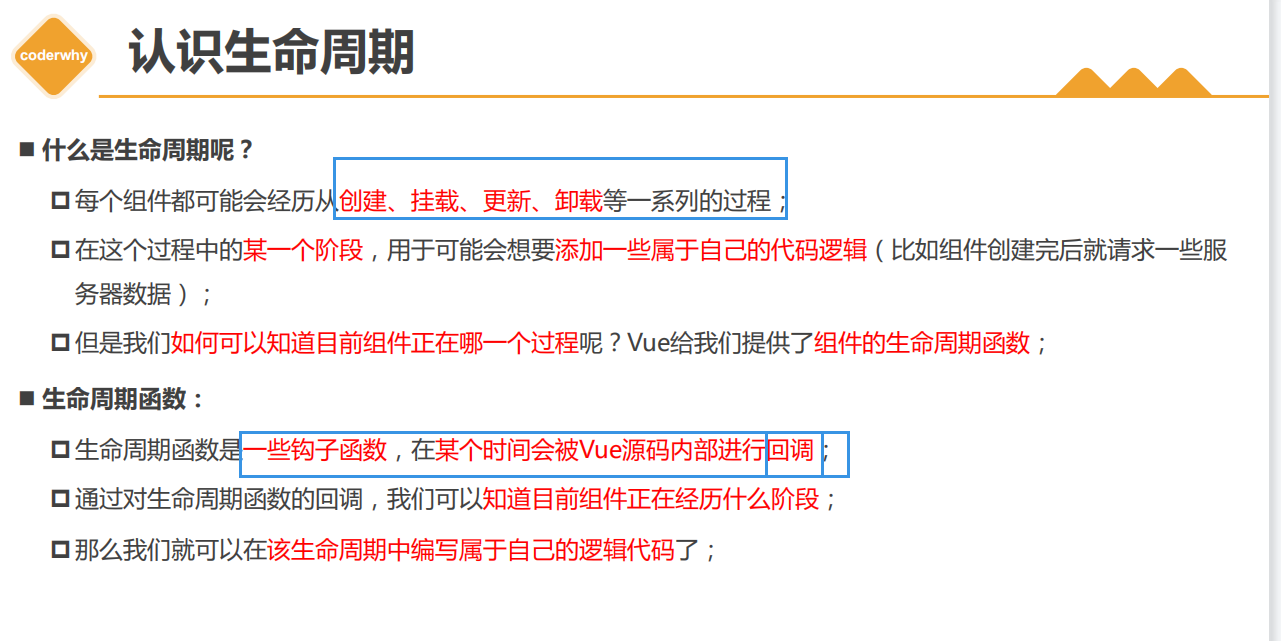 coderwhy
认识生命周期
什么是生命周期呢？
每个组件都可能会经历从创建、挂载、更新、卸载等一系列的过程；
在这个过程中的某一个阶段，用于可能会想要添加一些属于自己的代码逻辑（比如组件创建完后就请求一些服
务器数据）；
但是我们如何可以知道目前组件正在哪一个过程呢？Vue给我们提供了组件的生命周期函数；
生命周期函数：
生命周期函数是一些钩子函数，在某个时间会被Vue源码内部进行回调；
通过对生命周期函数的回调，我们可以知道目前组件正在经历什么阶段；
那么我们就可以在该生命周期中编写属于自己的逻辑代码了；